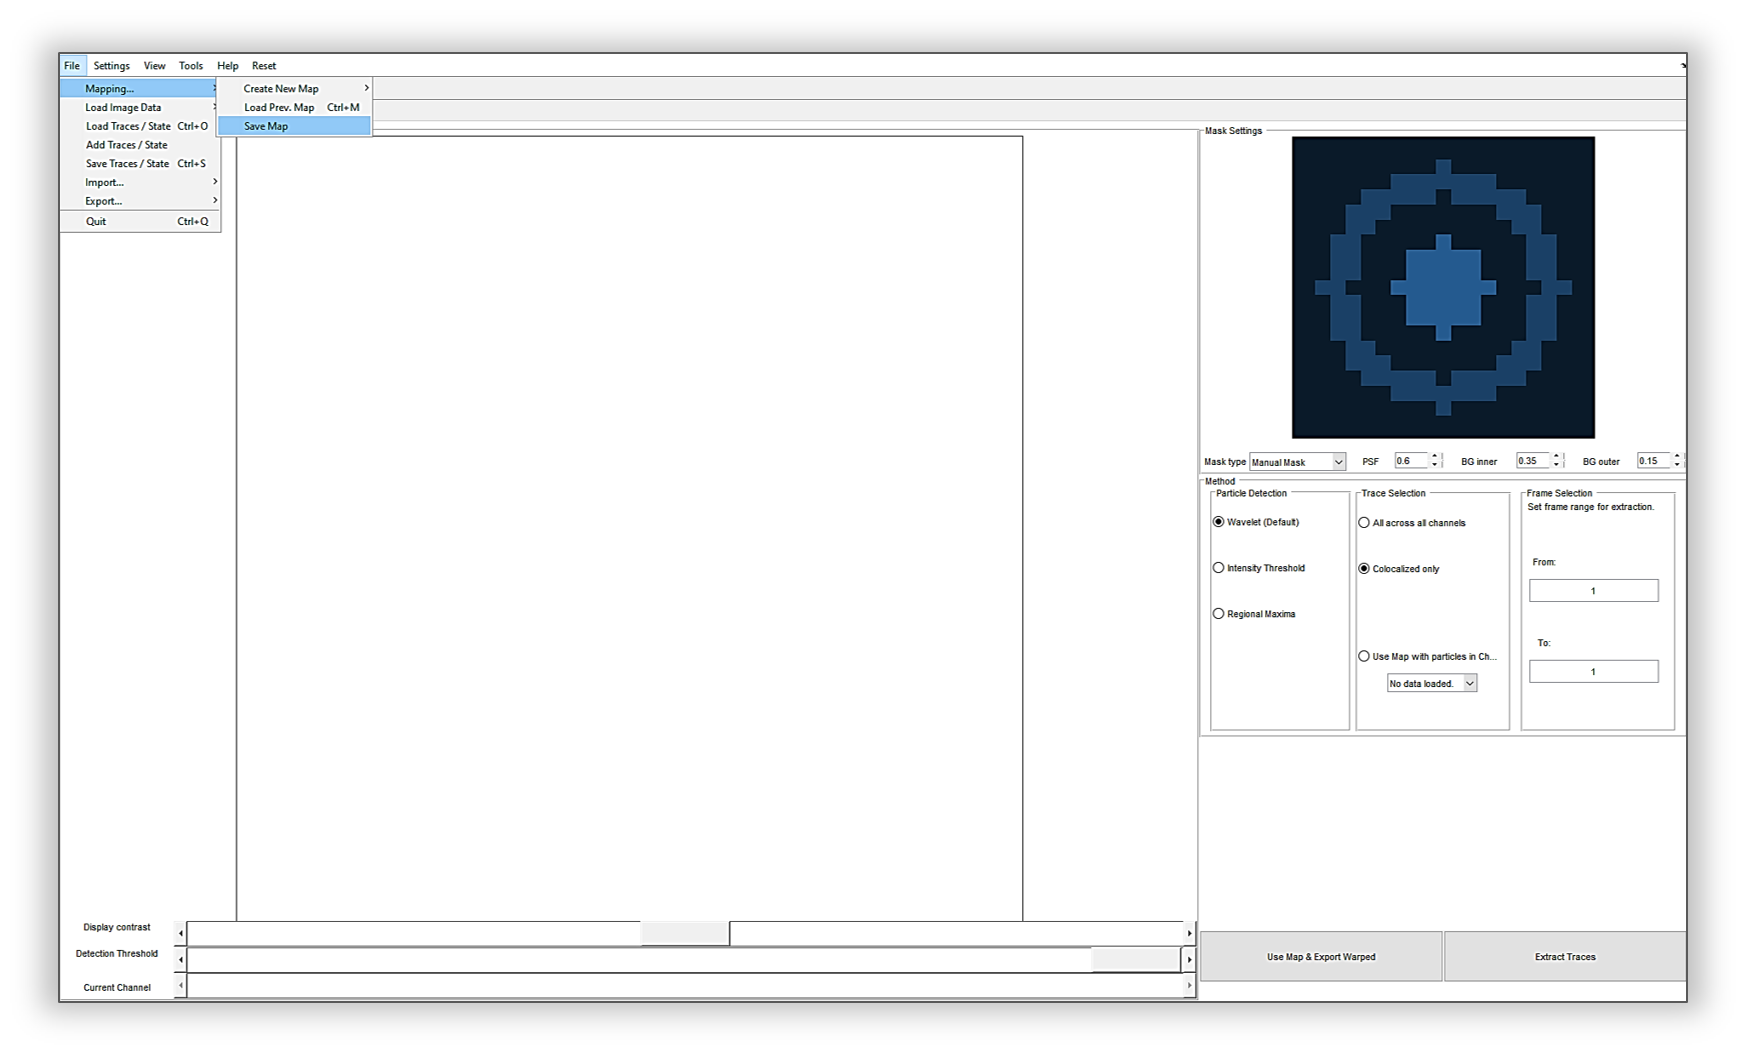 File Settings View Tools Help Reset
Mapping...
Load Image Data
Load Traces / State Ctrl+O
Add Traces / State
Save Traces / State Ctrl+S
Import...
Export...
Quit Ctrl+Q
Create New Map
Load Prev. Map Ctrl+M
Save Map
Mask Settings
Mask type Manual Mask PSF 0.6 BG inner 0.35 BG outer 0.15
Method
Particle Detection
Wavelet (Default)
Intensity Threshold
Regional Maxima
Trace Selection
All across all channels
Colocalized only
Use Map with particles in Ch...
No data loaded.
Frame Selection
Set frame range for extraction.
From:
1
To:
1
Display contrast
Detection Threshold
Current Channel
Use Map & Export Warped
Extract Traces